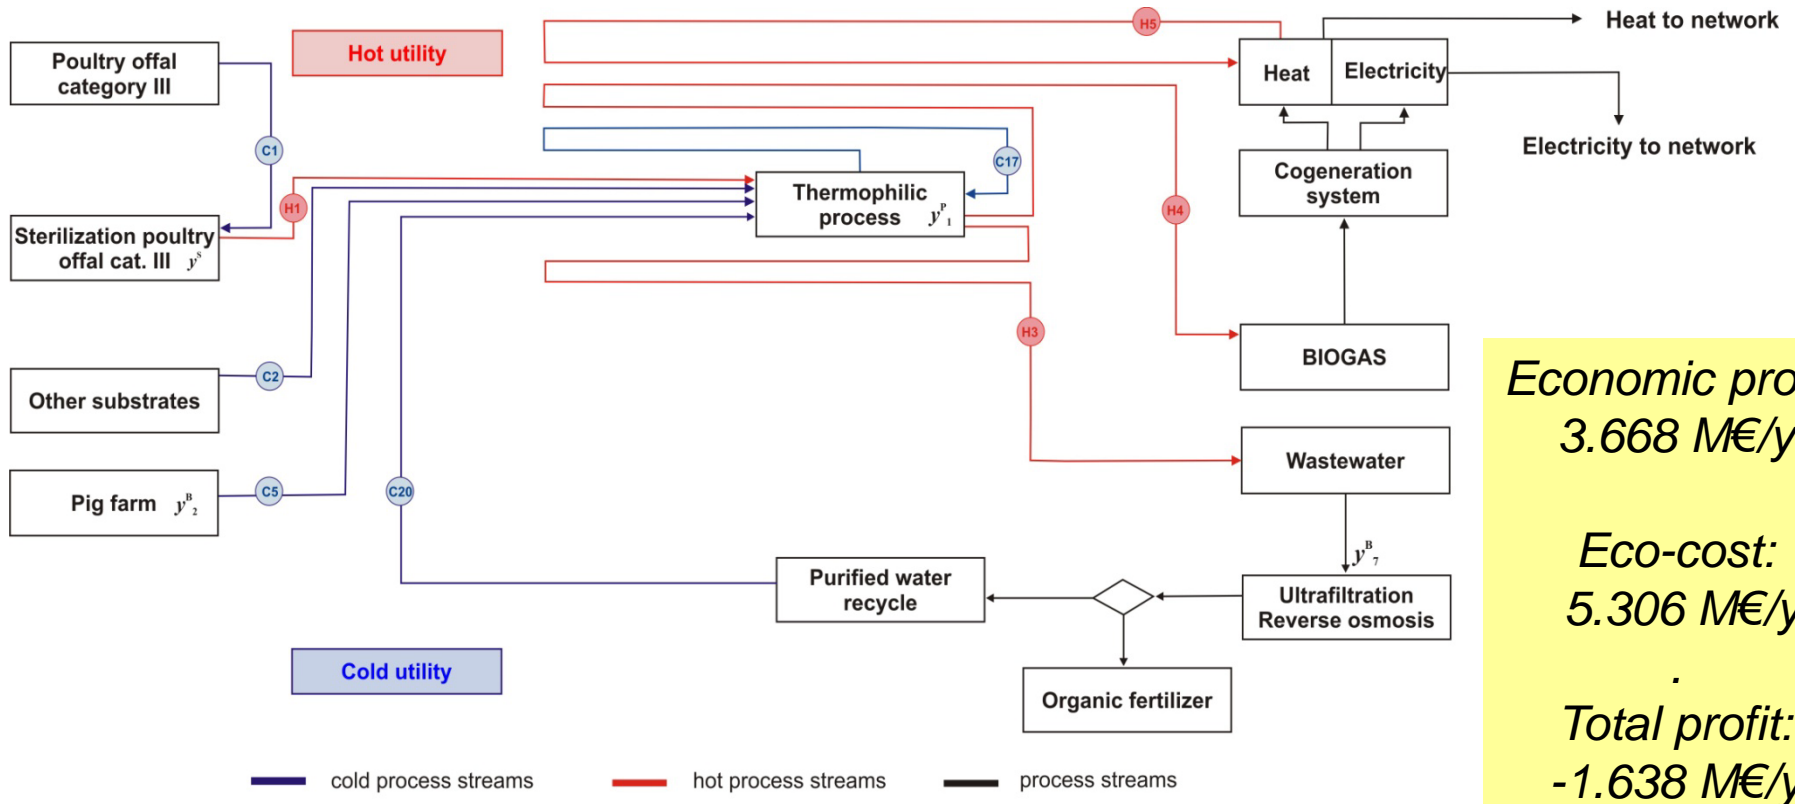 Poultry offal
category III
Hot utility
H5
Heat to network
Heat
Electricity
Electricity to network
C1
C17
Thermophilic
process y^P_1
Cogeneration
system
H1
H4
Sterilization poultry
offal cat. III y^S
H3
BIOGAS
Other substrates
C2
Wastewater
Pig farm y^B_2
C5
C20
y^B_7
Purified water
recycle
Ultrafiltration
Reverse osmosis
Cold utility
Organic fertilizer
cold process streams
hot process streams
process streams
Economic pro
3.668 M€/y
Eco-cost:
5.306 M€/y
.
Total profit:
-1.638 M€/y